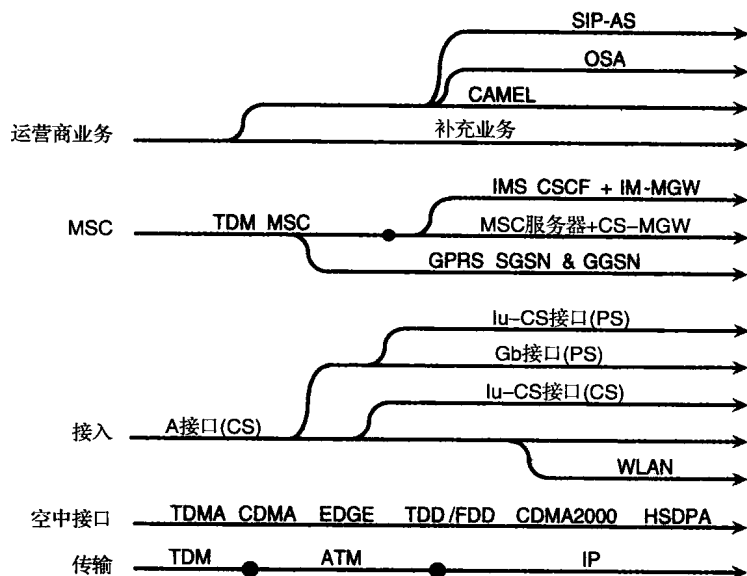 SIP-AS
OSA
CAMEL
运营商业务 补充业务
IMS CSCF + IM-MGW
MSC TDM MSC MSC服务器+CS-MGW
GPRS SGSN & GGSN
Iu-CS接口(PS)
Gb接口(PS)
Iu-CS接口(CS)
接入 A接口(CS)
WLAN
空中接口 TDMA CDMA EDGE TDD/FDD CDMA2000 HSDPA
传输 TDM ATM IP